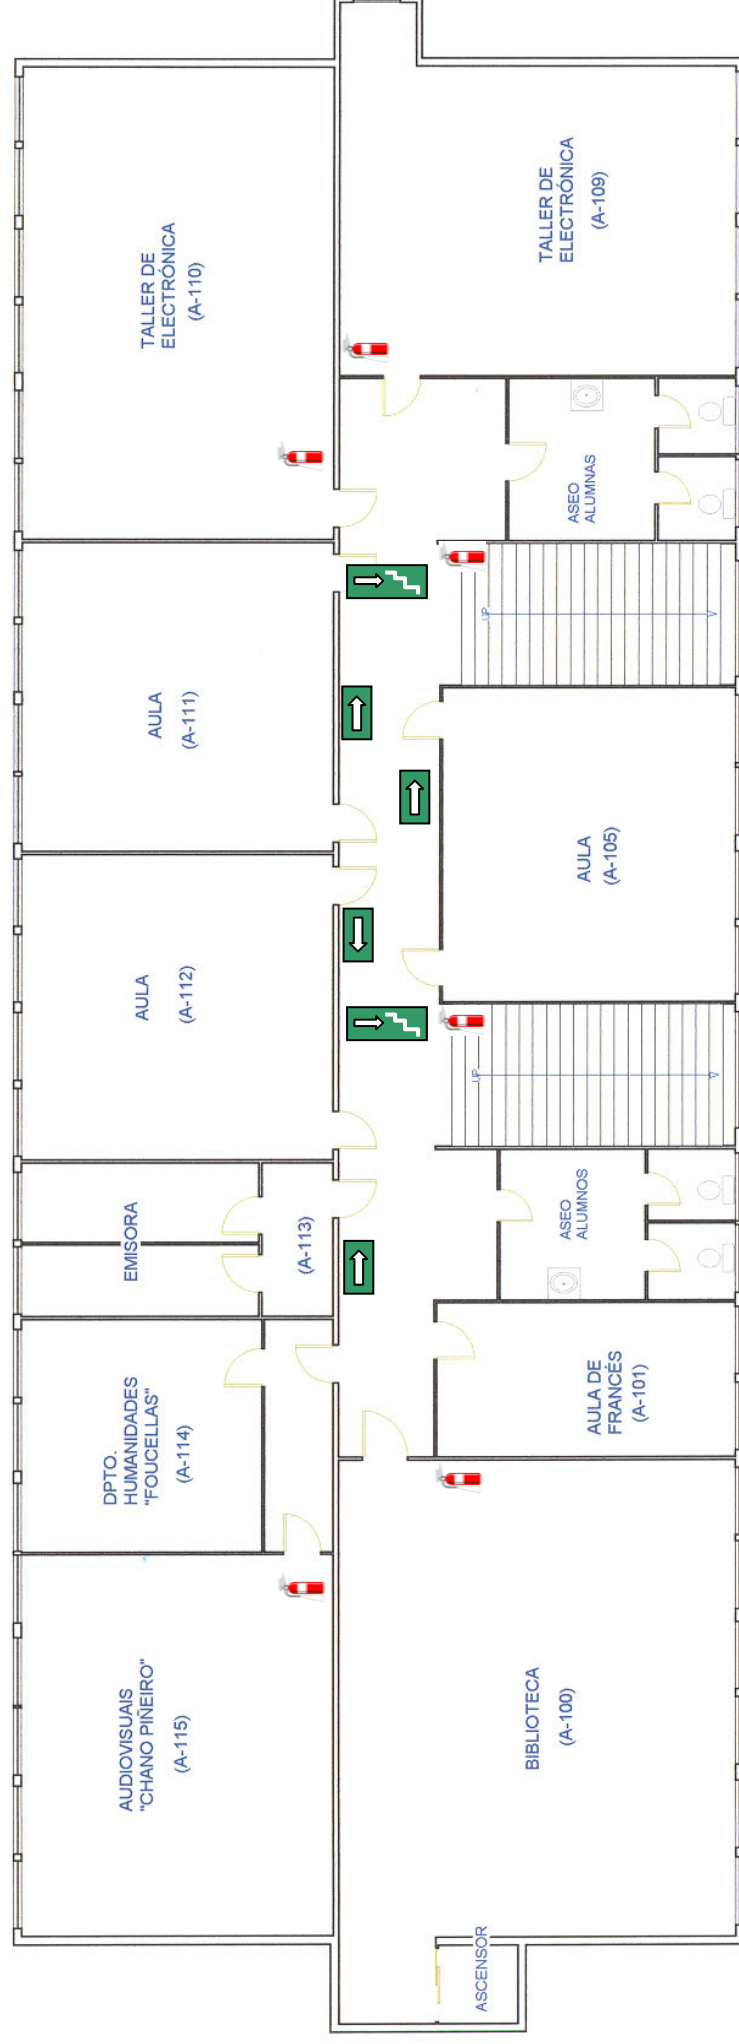 TALLER DE
ELECTRÓNICA
(A-110)
TALLER DE
ELECTRÓNICA
(A-109)
ASEO
ALUMNAS
UP
AULA
(A-111)
AULA
(A-105)
AULA
(A-112)
UP
EMISORA
(A-113)
ASEO
ALUMNOS
DPTO.
HUMANIDADES
"FOUCELLAS"
(A-114)
AULA DE
FRANCÉS
(A-101)
AUDIOVISUAIS
"CHANO PIÑEIRO"
(A-115)
BIBLIOTECA
(A-100)
ASCENSOR